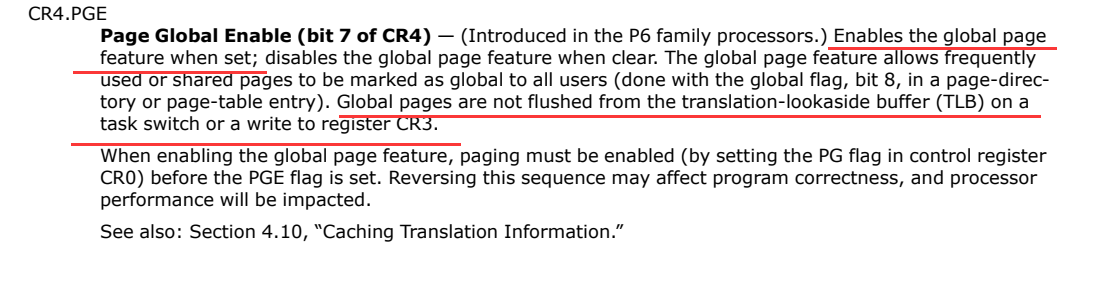 CR4.PGE
Page Global Enable (bit 7 of CR4) — (Introduced in the P6 family processors.) Enables the global page
feature when set; disables the global page feature when clear. The global page feature allows frequently
used or shared pages to be marked as global to all users (done with the global flag, bit 8, in a page-direc-
tory or page-table entry). Global pages are not flushed from the translation-lookaside buffer (TLB) on a
task switch or a write to register CR3.
When enabling the global page feature, paging must be enabled (by setting the PG flag in control register
CR0) before the PGE flag is set. Reversing this sequence may affect program correctness, and processor
performance will be impacted.
See also: Section 4.10, “Caching Translation Information.”